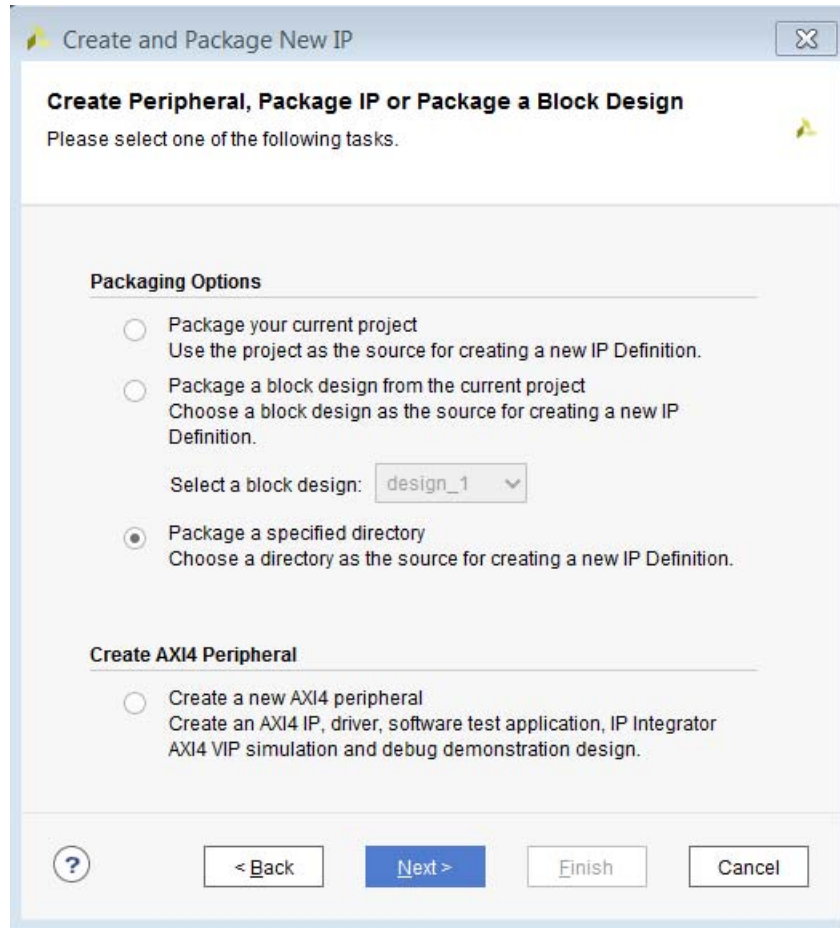 Create and Package New IP
Create Peripheral, Package IP or Package a Block Design
Please select one of the following tasks.
Packaging Options
Package your current project
Use the project as the source for creating a new IP Definition.
Package a block design from the current project
Choose a block design as the source for creating a new IP
Definition.
Select a block design: design_1
Package a specified directory
Choose a directory as the source for creating a new IP Definition.
Create AXI4 Peripheral
Create a new AXI4 peripheral
Create an AXI4 IP, driver, software test application, IP Integrator
AXI4 VIP simulation and debug demonstration design.
? < Back Next > Finish Cancel